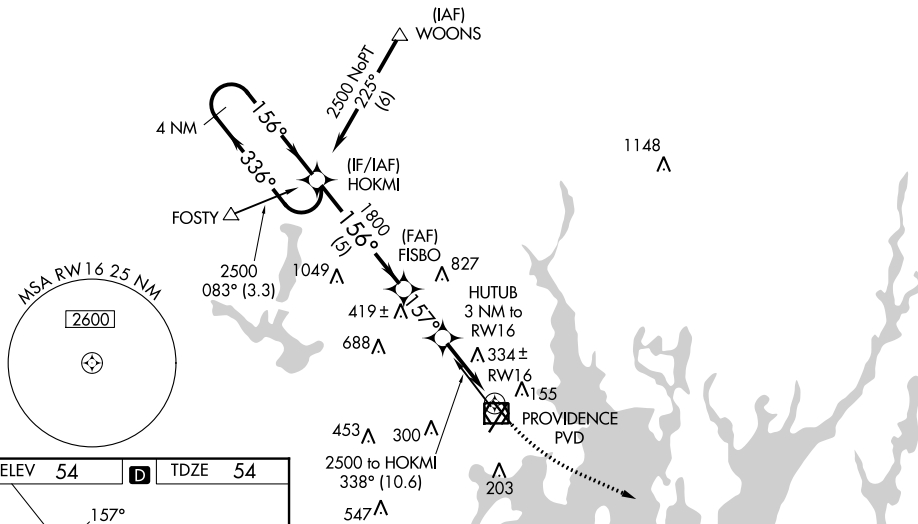 (IAF)
WOONS
2500 NoPT
225°
(6)
4 NM
156°
336°
(IF/IAF)
HOKMI
1148
FOSTY
1800
156°
(5)
2500
083° (3.3)
(FAF)
FISBO
1049
827
MSA RW16 25 NM
2600
419±
157°
HUTUB
3 NM to
RW16
688
334±
RW16
155
PROVIDENCE
PVD
453
300
2500 to HOKMI
338° (10.6)
203
547
ELEV 54 D TDZE 54
157°